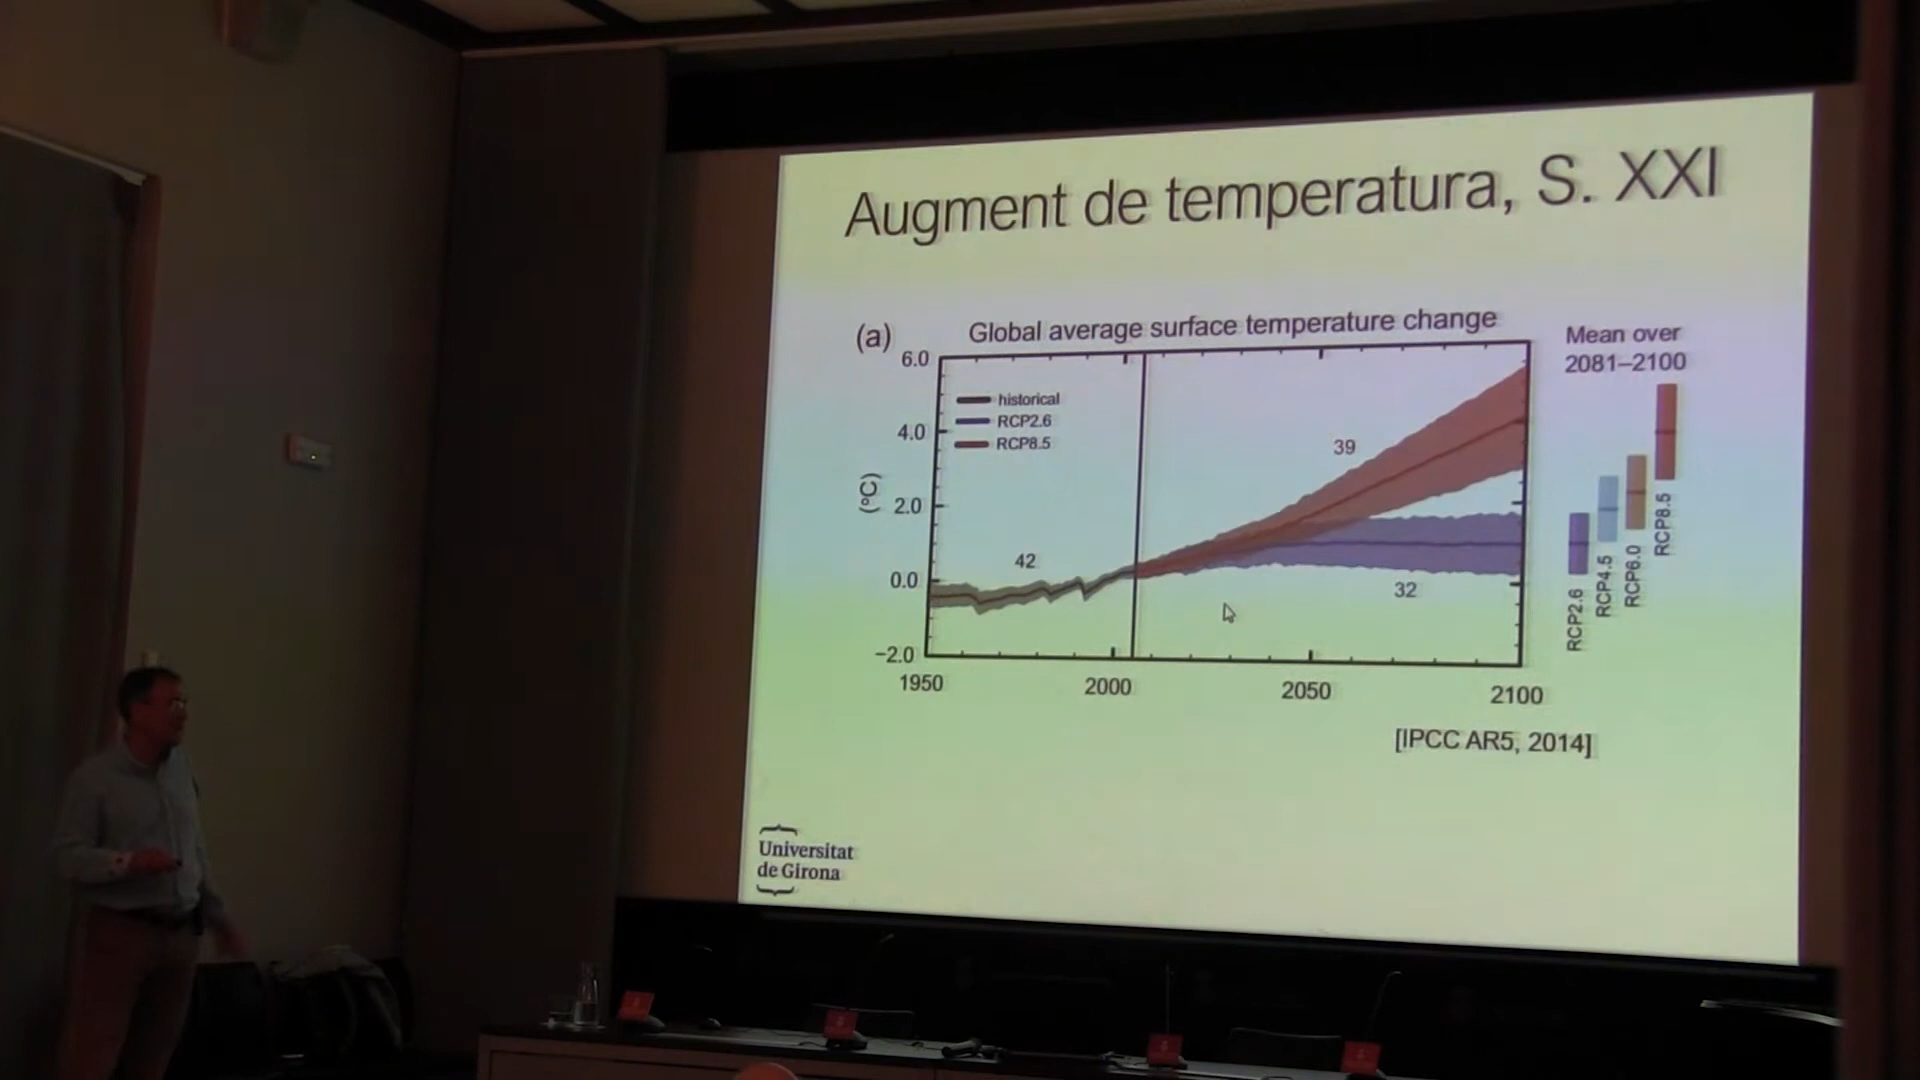 Augment de temperatura, S. XXI
(a)
Global average surface temperature change
Mean over
2081–2100
6.0
4.0
2.0
0.0
−2.0
(°C)
historical
RCP2.6
RCP8.5
42
39
32
1950
2000
2050
2100
RCP2.6
RCP4.5
RCP6.0
RCP8.5
[IPCC AR5, 2014]
Universitat
de Girona